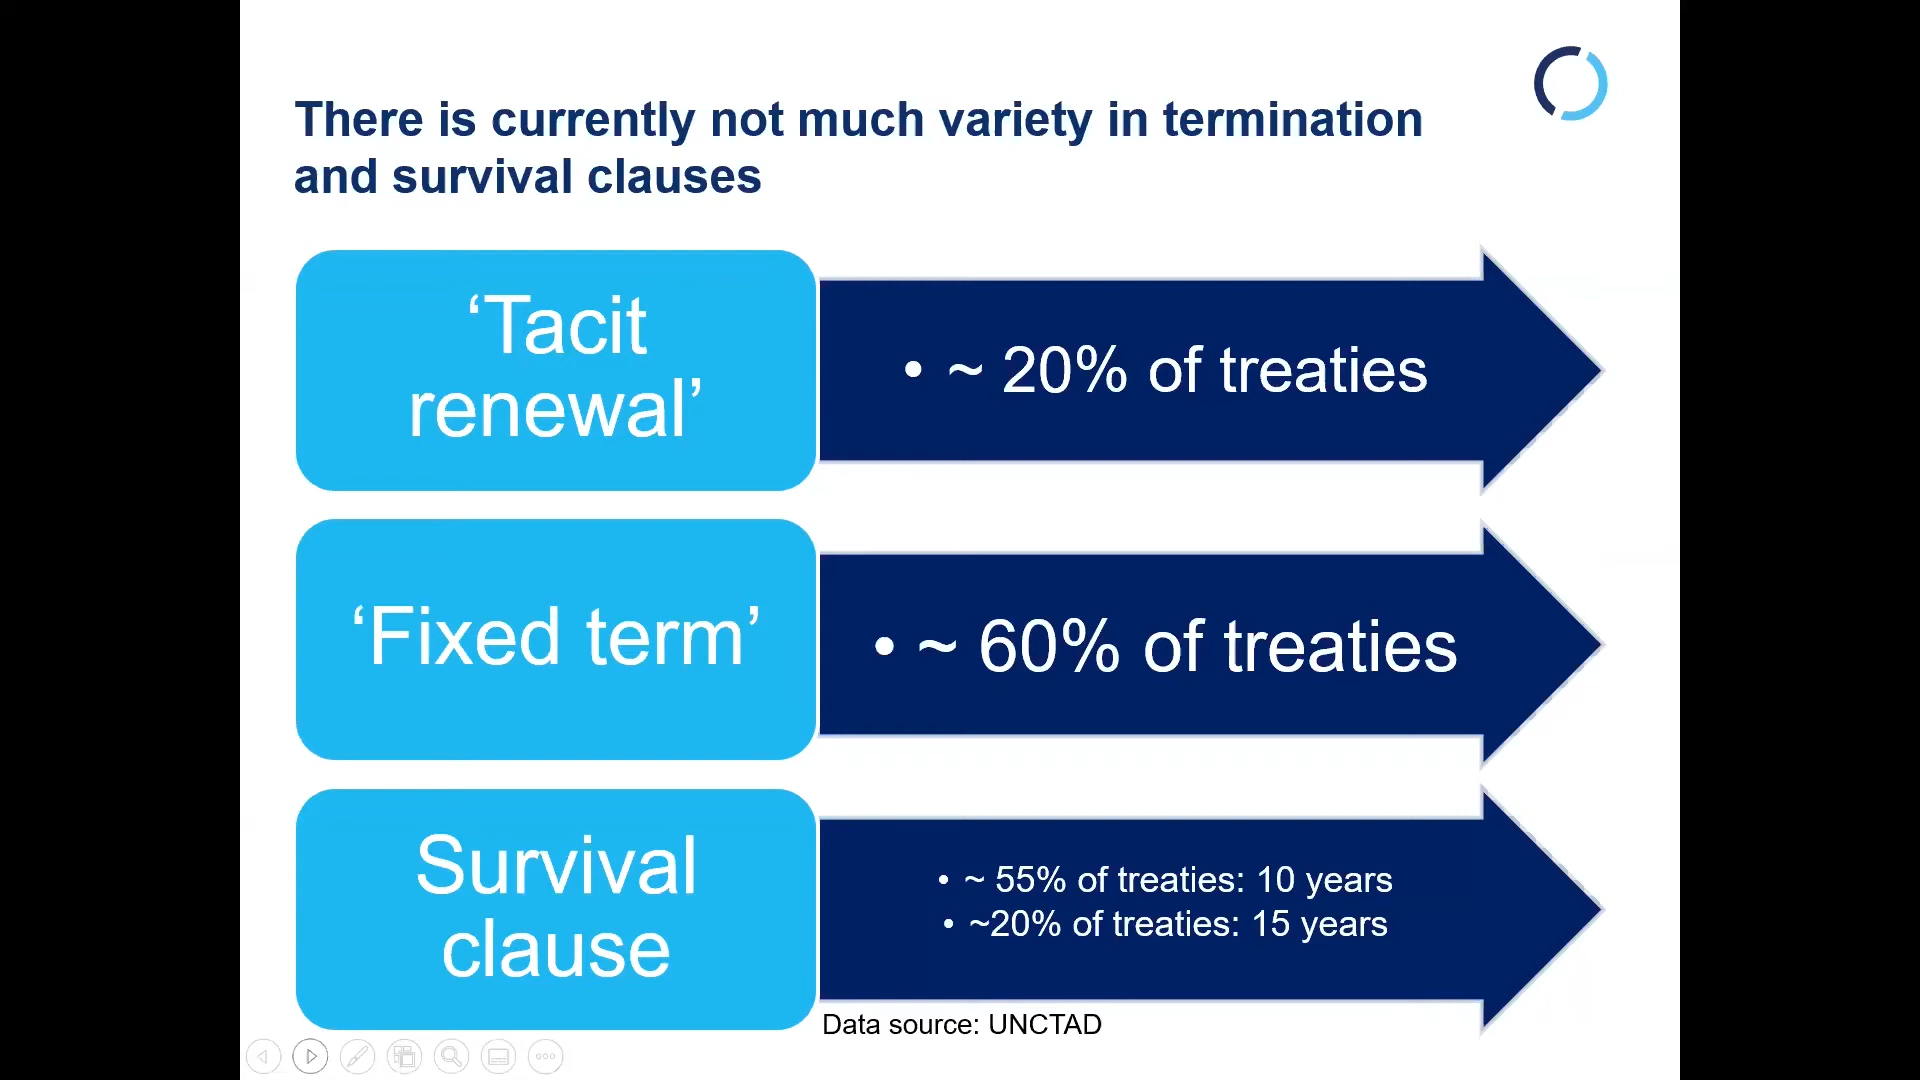 There is currently not much variety in termination
and survival clauses
‘Tacit
renewal’
• ~ 20% of treaties
‘Fixed term’
• ~ 60% of treaties
Survival
clause
• ~ 55% of treaties: 10 years
• ~20% of treaties: 15 years
Data source: UNCTAD